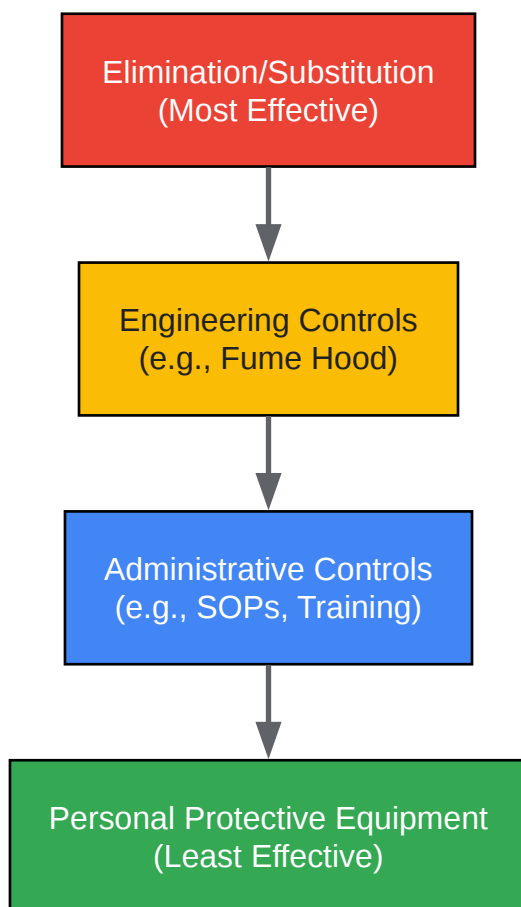 Elimination/Substitution
(Most Effective)
Engineering Controls
(e.g., Fume Hood)
Administrative Controls
(e.g., SOPs, Training)
Personal Protective Equipment
(Least Effective)